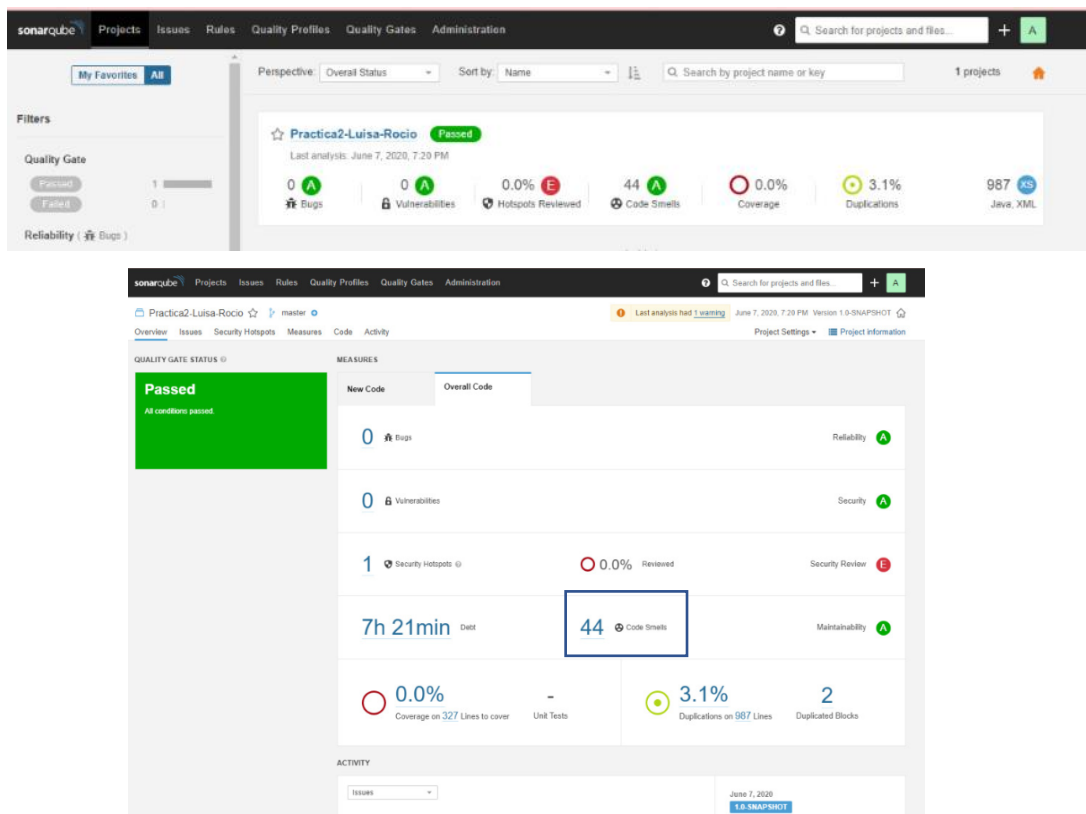 sonarqube Projects Issues Rules Quality Profiles Quality Gates Administration ? Search for projects and files... + A
My Favorites All Perspective: Overall Status Sort by: Name Search by project name or key 1 projects
Filters
Practica2-Luisa-Rocio Passed
Last analysis: June 7, 2020, 7:20 PM
Quality Gate
Passed 1
Failed 0
0 A 0 A 0.0% E 44 A 0.0% 3.1% 987 XS
Bugs Vulnerabilities Hotspots Reviewed Code Smells Coverage Duplications Java, XML
Reliability ( Bugs )
sonarqube Projects Issues Rules Quality Profiles Quality Gates Administration ? Search for projects and files... + A
Practica2-Luisa-Rocio master Last analysis had 1 warning June 7, 2020, 7:20 PM Version 1.0-SNAPSHOT
Overview Issues Security Hotspots Measures Code Activity Project Settings Project Information
QUALITY GATE STATUS MEASURES
Passed
All conditions passed.
New Code Overall Code
0 Bugs Reliability A
0 Vulnerabilities Security A
1 Security Hotspots 0.0% Reviewed Security Review E
7h 21min Debt 44 Code Smells Maintainability A
0.0% - 3.1% 2
Coverage on 327 Lines to cover Unit Tests Duplications on 987 Lines Duplicated Blocks
ACTIVITY
Issues June 7, 2020
1.0-SNAPSHOT